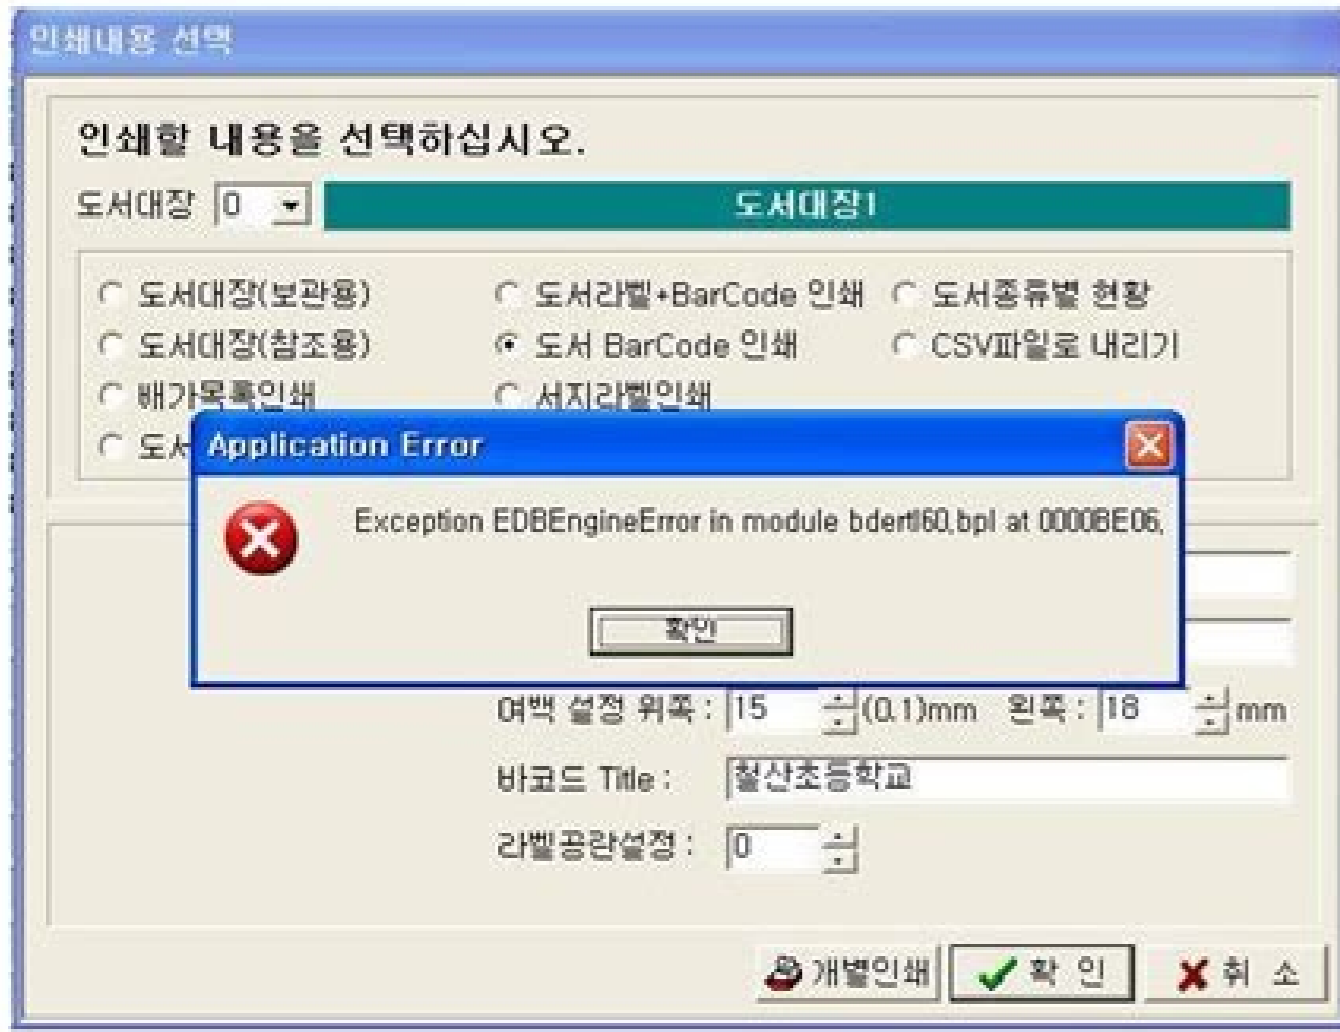 인쇄내용 선택
인쇄할 내용을 선택하십시오.
도서대장 0 도서대장1
도서대장(보관용) 도서라벨+BarCode 인쇄 도서종류별 현황
도서대장(참조용) 도서 BarCode 인쇄 CSV파일로 내리기
배가목록인쇄 서지라벨인쇄
Application Error
Exception EDBEngineError in module bdertl60.bpl at 0000BE06.
확인
여백 설정 위쪽 : 15 (0.1)mm 왼쪽 : 18 mm
바코드 Title : 철산초등학교
라벨공란설정 : 0
개별인쇄 확 인 취 소